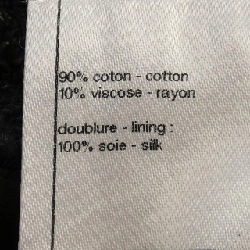 90% coton - cotton
10% viscose - rayon
doublure - lining :
100% soie - silk